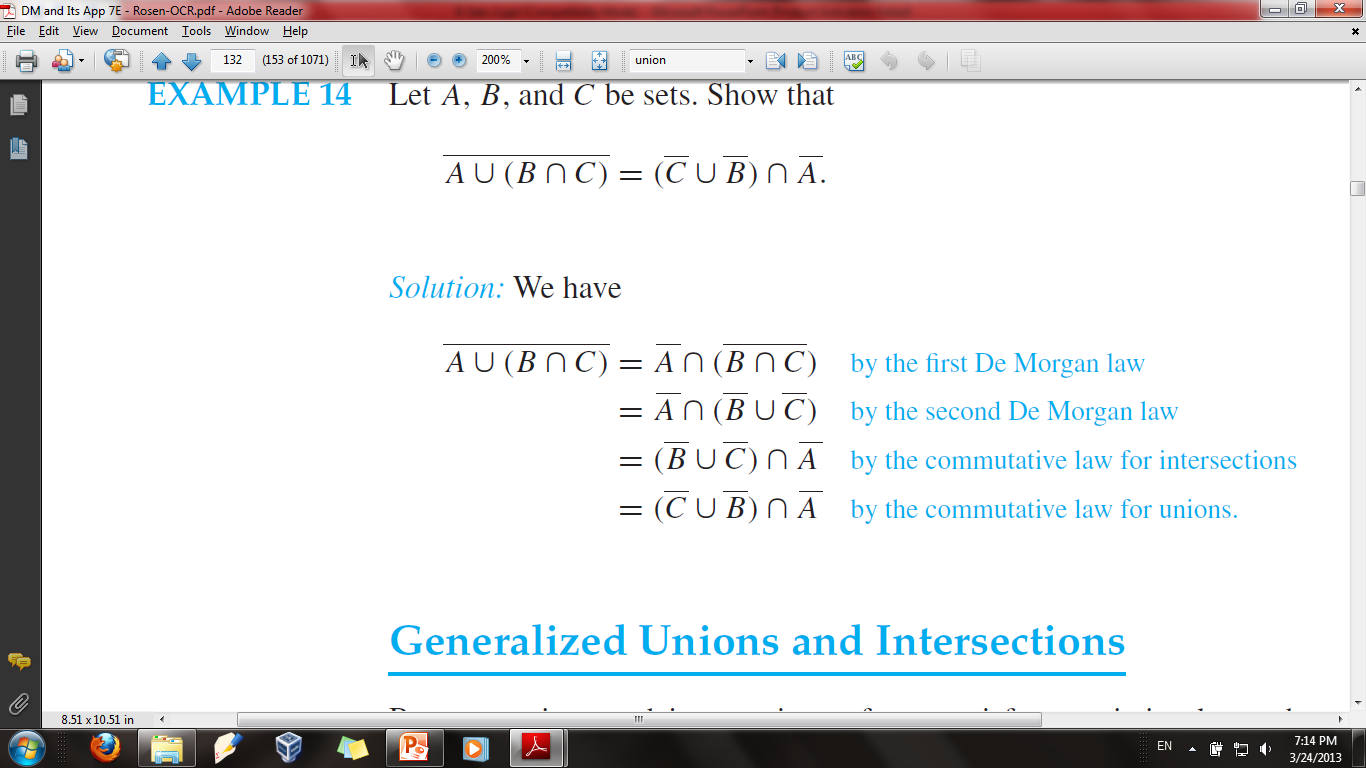 DM and Its App 7E - Rosen-OCR.pdf - Adobe Reader
File Edit View Document Tools Window Help
132 (153 of 1071) 200% union
EXAMPLE 14 Let A, B, and C be sets. Show that
A̅ ∪̅ (̅B̅ ∩̅ C̅)̅ = (C̅ ∪ B̅) ∩ A̅.
Solution: We have
A̅ ∪̅ (̅B̅ ∩̅ C̅)̅ = A̅ ∩ (B̅ ∩̅ C̅) by the first De Morgan law
= A̅ ∩ (B̅ ∪ C̅) by the second De Morgan law
= (B̅ ∪ C̅) ∩ A̅ by the commutative law for intersections
= (C̅ ∪ B̅) ∩ A̅ by the commutative law for unions.
Generalized Unions and Intersections
8.51 x 10.51 in
EN 7:14 PM
3/24/2013